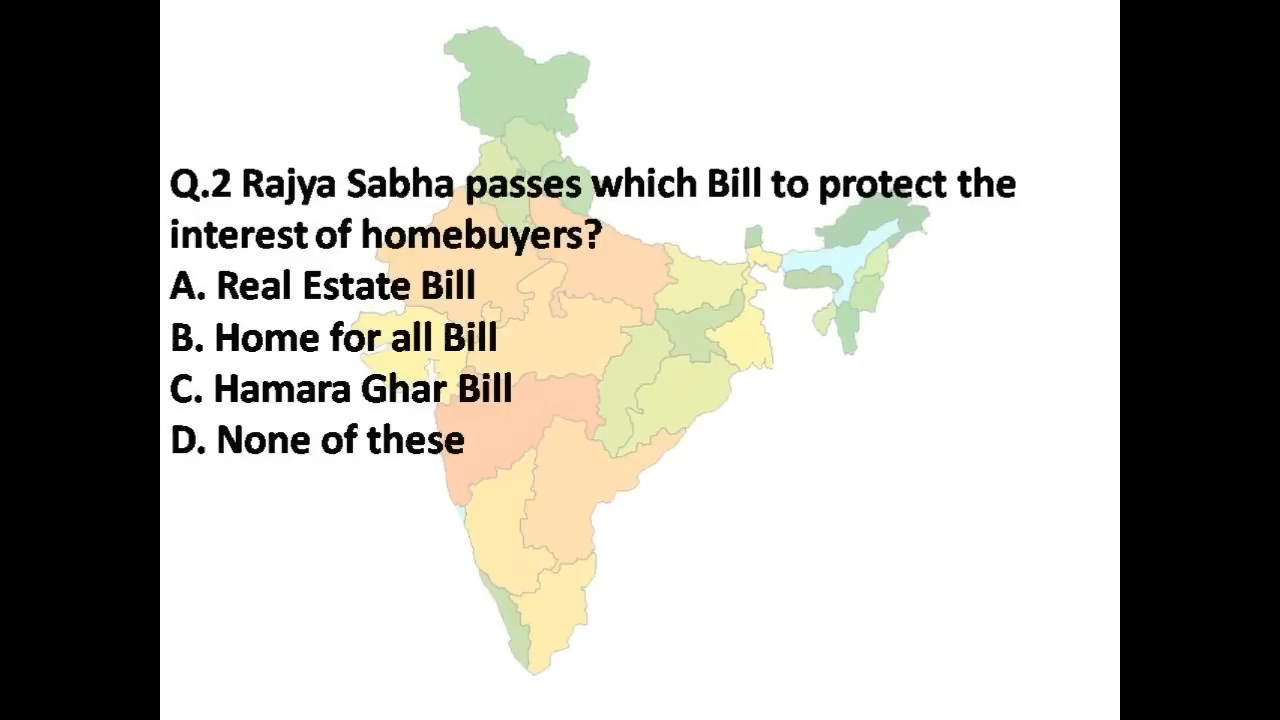 Q.2 Rajya Sabha passes which Bill to protect the
interest of homebuyers?
A. Real Estate Bill
B. Home for all Bill
C. Hamara Ghar Bill
D. None of these